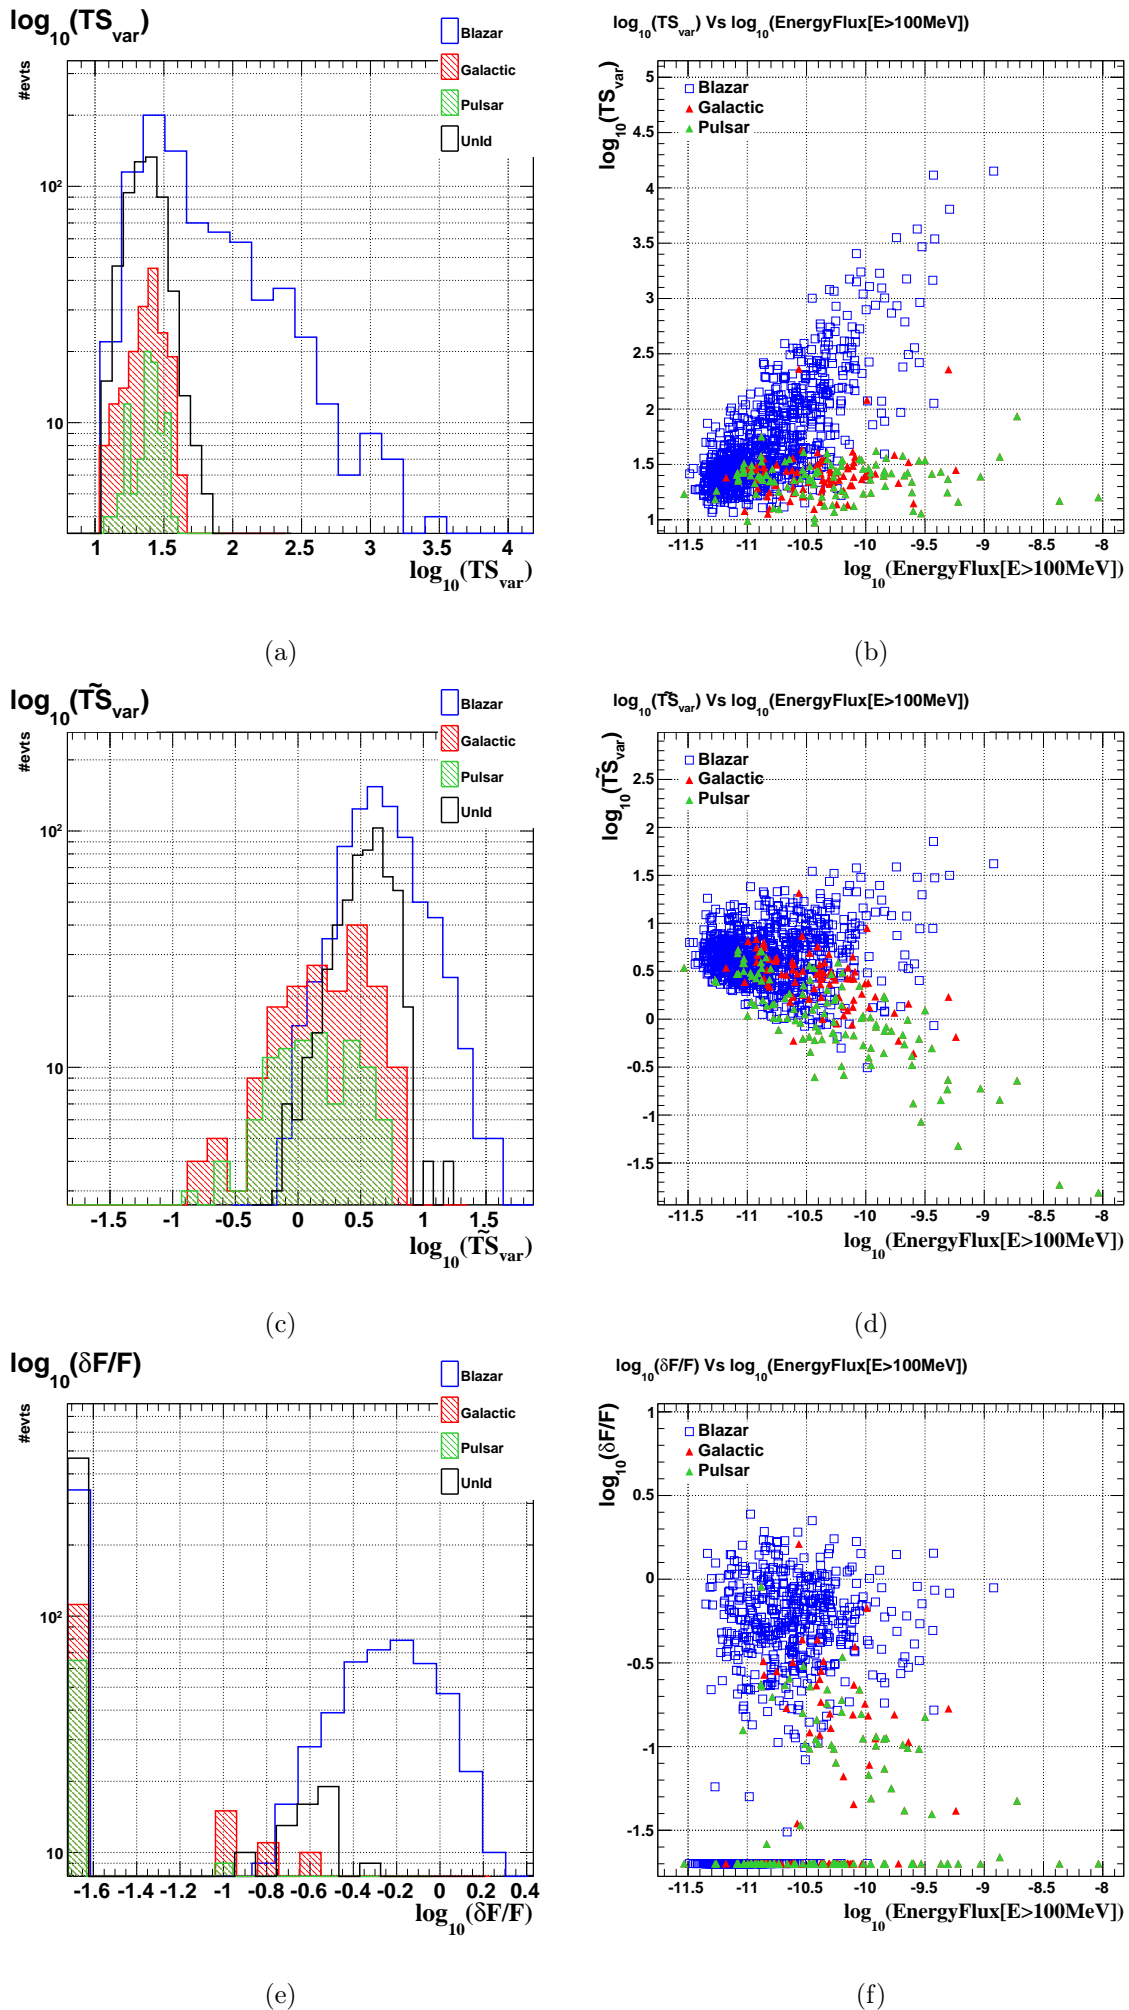 log10(TSvar)
#evts
Blazar
Galactic
Pulsar
UnId
10²
10
1 1.5 2 2.5 3 3.5 4
log10(TSvar)
(a)
log10(TSvar) Vs log10(EnergyFlux[E>100MeV])
log10(TSvar)
Blazar
Galactic
Pulsar
5
4.5
4
3.5
3
2.5
2
1.5
1
-11.5 -11 -10.5 -10 -9.5 -9 -8.5 -8
log10(EnergyFlux[E>100MeV])
(b)
log10(T̃Svar)
#evts
Blazar
Galactic
Pulsar
UnId
10²
10
-1.5 -1 -0.5 0 0.5 1 1.5
log10(T̃Svar)
(c)
log10(T̃Svar) Vs log10(EnergyFlux[E>100MeV])
log10(T̃Svar)
Blazar
Galactic
Pulsar
2.5
2
1.5
1
0.5
0
-0.5
-1
-1.5
-11.5 -11 -10.5 -10 -9.5 -9 -8.5 -8
log10(EnergyFlux[E>100MeV])
(d)
log10(δF/F)
#evts
Blazar
Galactic
Pulsar
UnId
10²
10
-1.6 -1.4 -1.2 -1 -0.8 -0.6 -0.4 -0.2 0 0.2 0.4
log10(δF/F)
(e)
log10(δF/F) Vs log10(EnergyFlux[E>100MeV])
log10(δF/F)
Blazar
Galactic
Pulsar
1
0.5
0
-0.5
-1
-1.5
-11.5 -11 -10.5 -10 -9.5 -9 -8.5 -8
log10(EnergyFlux[E>100MeV])
(f)